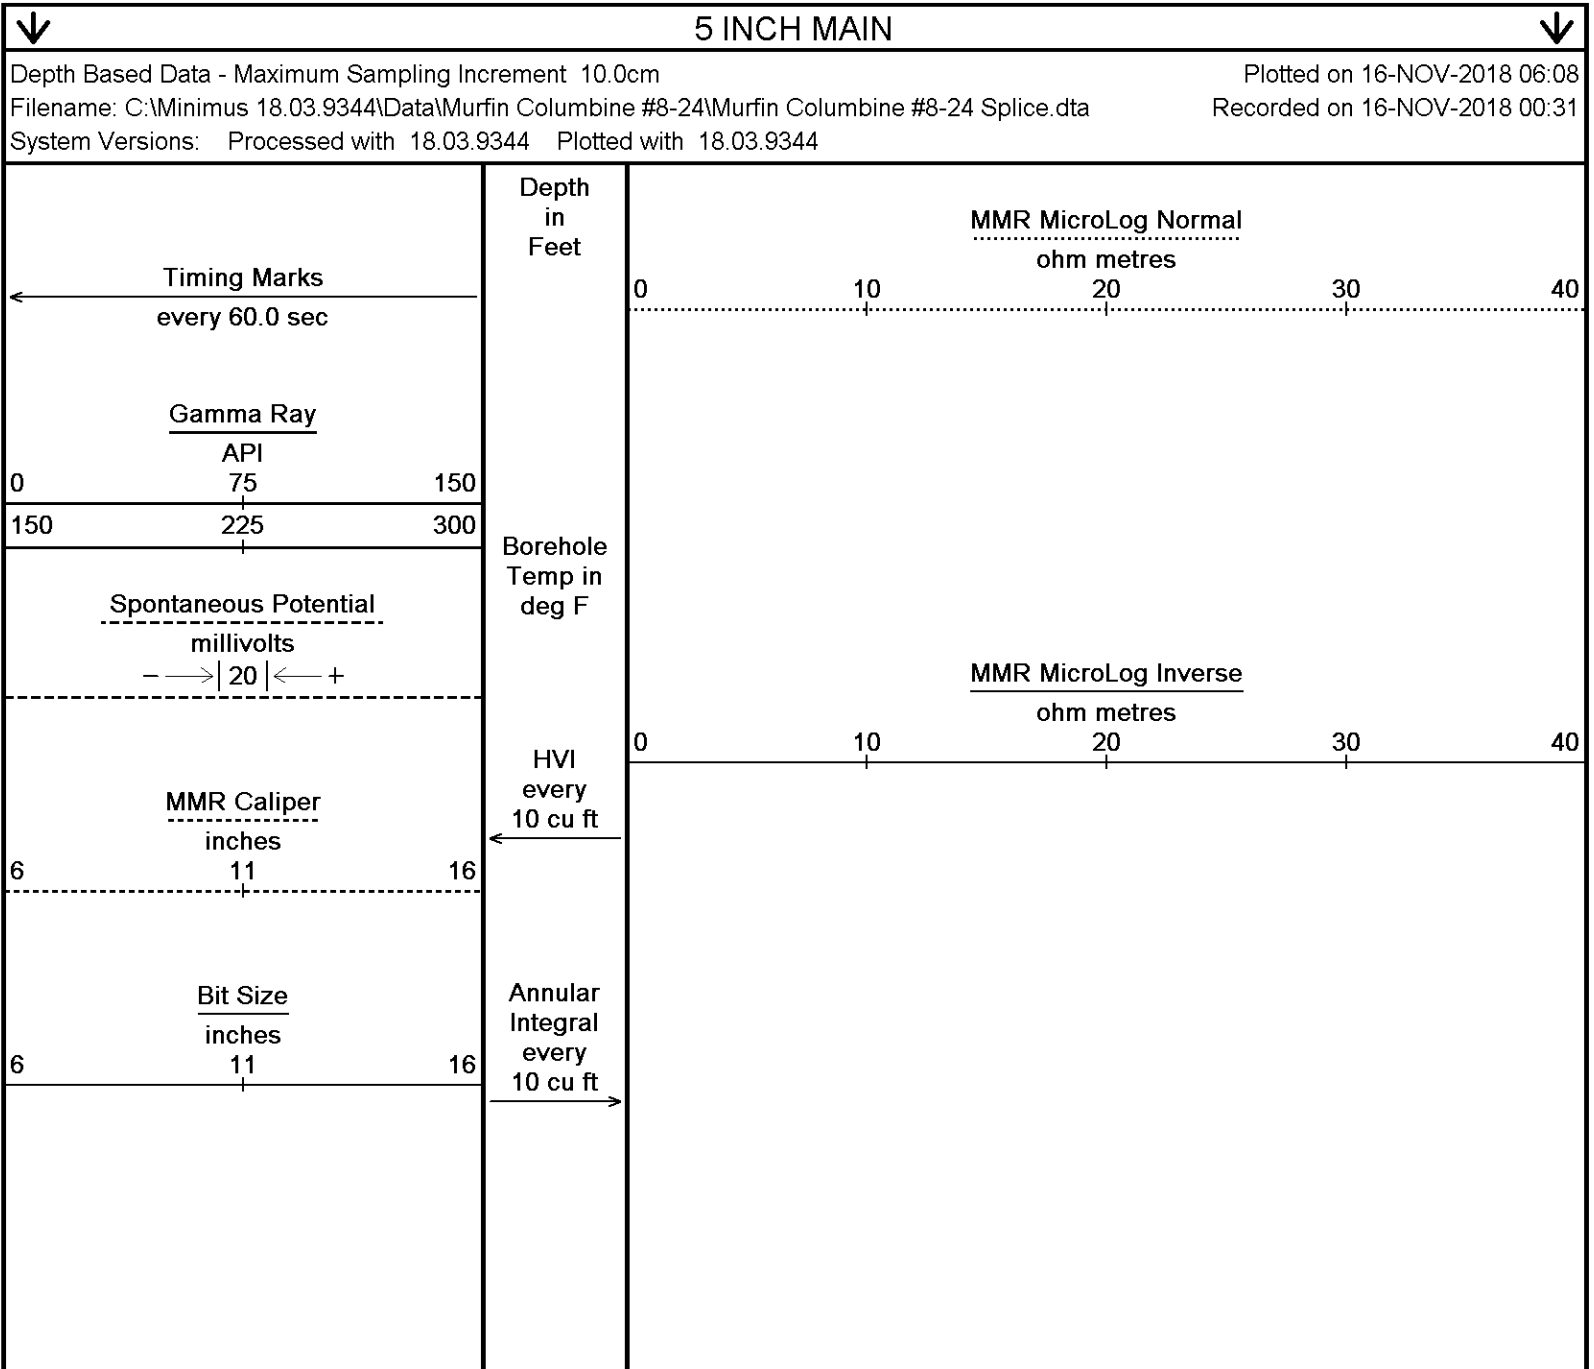 5 INCH MAIN
Depth Based Data - Maximum Sampling Increment 10.0cm
Plotted on 16-NOV-2018 06:08
Filename: C:\Minimus 18.03.9344\Data\Murfin Columbine #8-24\Murfin Columbine #8-24 Splice.dta
Recorded on 16-NOV-2018 00:31
System Versions: Processed with 18.03.9344 Plotted with 18.03.9344
Timing Marks
every 60.0 sec
Gamma Ray
API
0 75 150
150 225 300
Spontaneous Potential
millivolts
− →| 20 |← +
MMR Caliper
inches
6 11 16
Bit Size
inches
6 11 16
Depth
in
Feet
Borehole
Temp in
deg F
HVI
every
10 cu ft
Annular
Integral
every
10 cu ft
MMR MicroLog Normal
ohm metres
0 10 20 30 40
MMR MicroLog Inverse
ohm metres
0 10 20 30 40